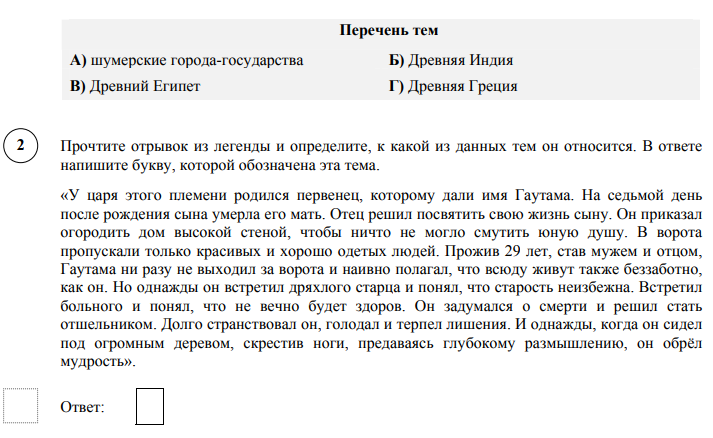 Перечень тем
А) шумерские города-государства Б) Древняя Индия
В) Древний Египет Г) Древняя Греция
2 Прочтите отрывок из легенды и определите, к какой из данных тем он относится. В ответе
напишите букву, которой обозначена эта тема.
«У царя этого племени родился первенец, которому дали имя Гаутама. На седьмой день
после рождения сына умерла его мать. Отец решил посвятить свою жизнь сыну. Он приказал
огородить дом высокой стеной, чтобы ничто не могло смутить юную душу. В ворота
пропускали только красивых и хорошо одетых людей. Прожив 29 лет, став мужем и отцом,
Гаутама ни разу не выходил за ворота и наивно полагал, что всюду живут также беззаботно,
как он. Но однажды он встретил дряхлого старца и понял, что старость неизбежна. Встретил
больного и понял, что не вечно будет здоров. Он задумался о смерти и решил стать
отшельником. Долго странствовал он, голодал и терпел лишения. И однажды, когда он сидел
под огромным деревом, скрестив ноги, предаваясь глубокому размышлению, он обрёл
мудрость».
Ответ: